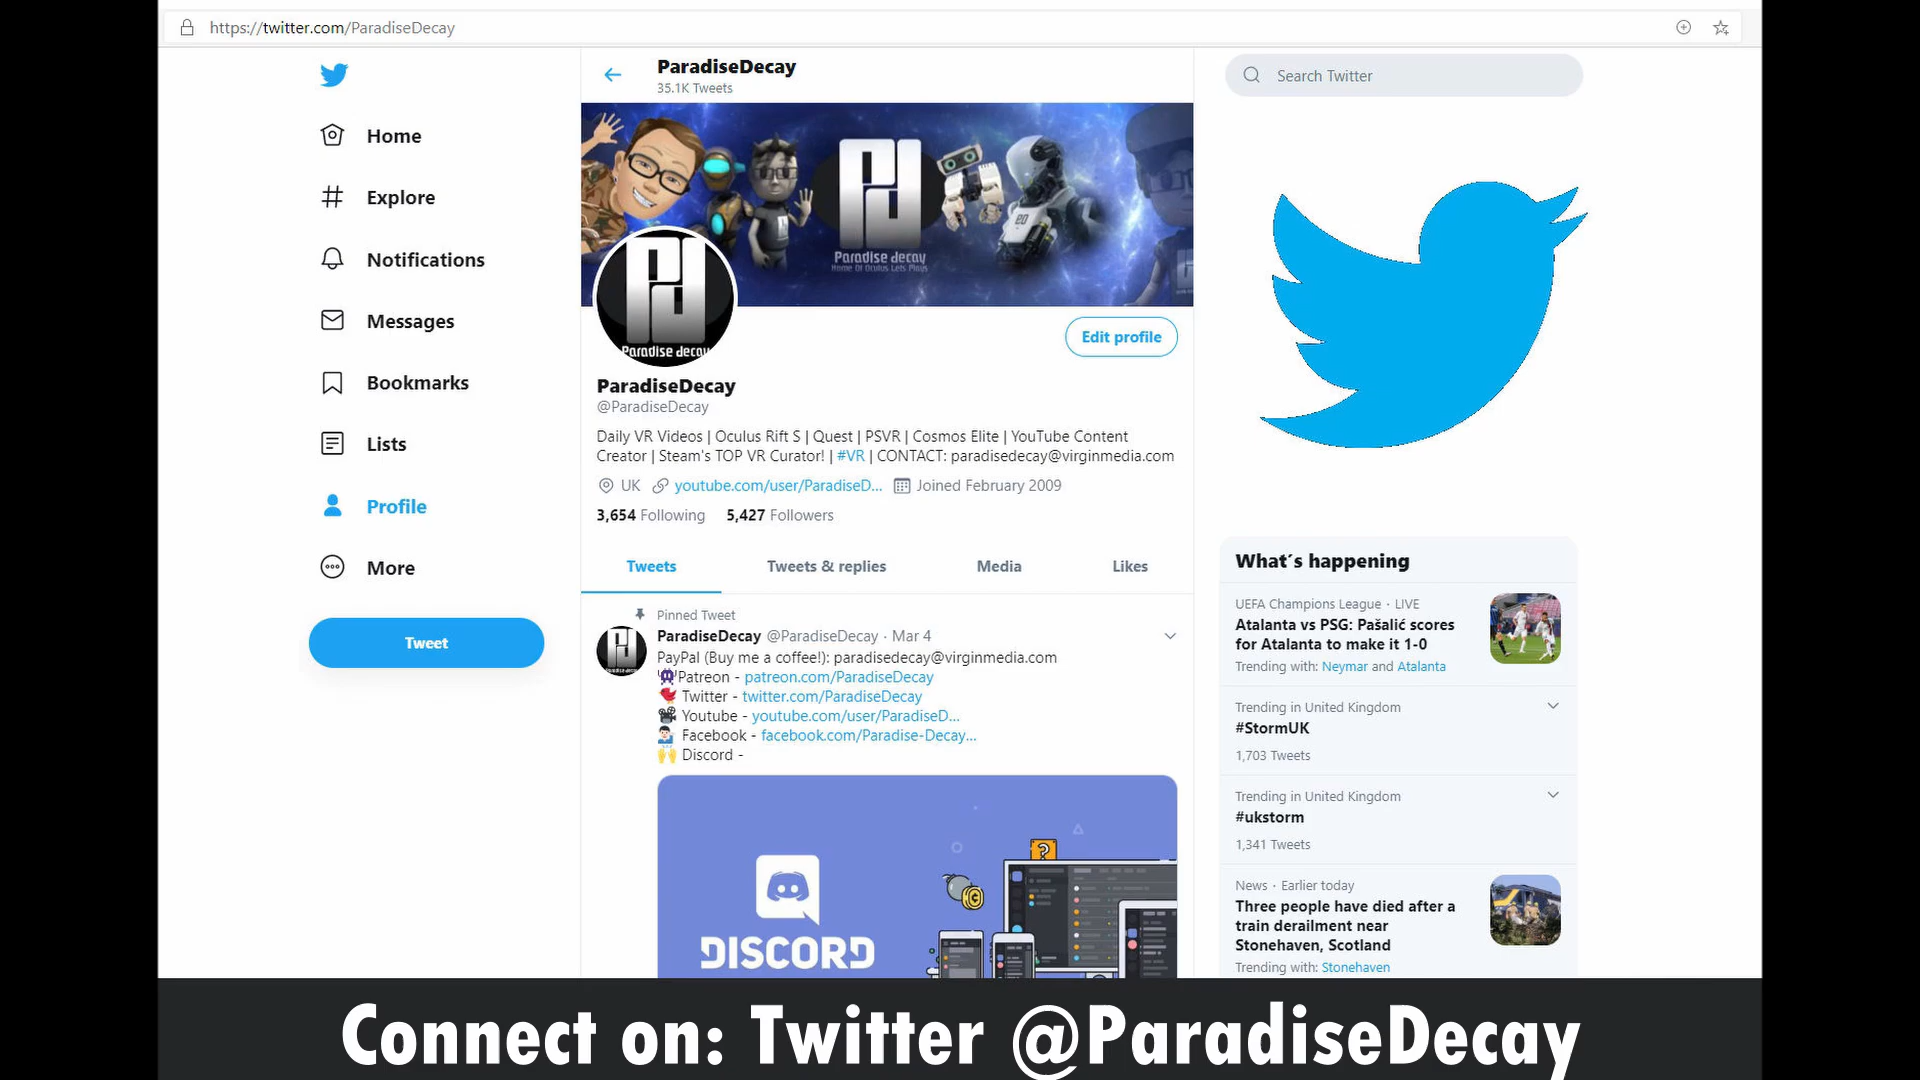 https://twitter.com/ParadiseDecay
ParadiseDecay
35.1K Tweets
Search Twitter
Home
Explore
Notifications
Messages
Bookmarks
Lists
Profile
More
Tweet
Paradise decay
Home Of Oculus Lets Plays
Paradise decay
Edit profile
ParadiseDecay
@ParadiseDecay
Daily VR Videos | Oculus Rift S | Quest | PSVR | Cosmos Elite | YouTube Content
Creator | Steam's TOP VR Curator! | #VR | CONTACT: paradisedecay@virginmedia.com
UK youtube.com/user/ParadiseD... Joined February 2009
3,654 Following 5,427 Followers
Tweets Tweets & replies Media Likes
Pinned Tweet
ParadiseDecay @ParadiseDecay · Mar 4
PayPal (Buy me a coffee!): paradisedecay@virginmedia.com
👾Patreon - patreon.com/ParadiseDecay
🐦 Twitter - twitter.com/ParadiseDecay
🎥 Youtube - youtube.com/user/ParadiseD...
💁🏻‍♂️ Facebook - facebook.com/Paradise-Decay...
🙌 Discord -
DISCORD
What´s happening
UEFA Champions League · LIVE
Atalanta vs PSG: Pašalić scores
for Atalanta to make it 1-0
Trending with: Neymar and Atalanta
Trending in United Kingdom
#StormUK
1,703 Tweets
Trending in United Kingdom
#ukstorm
1,341 Tweets
News · Earlier today
Three people have died after a
train derailment near
Stonehaven, Scotland
Trending with: Stonehaven
Connect on: Twitter @ParadiseDecay